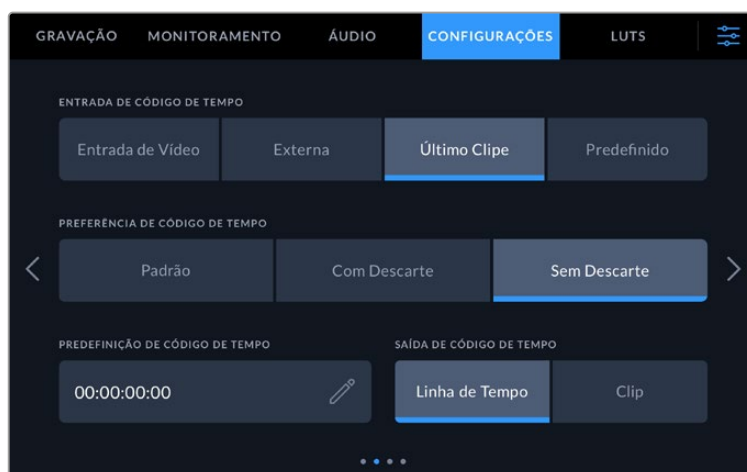 GRAVAÇÃO MONITORAMENTO ÁUDIO CONFIGURAÇÕES LUTS
ENTRADA DE CÓDIGO DE TEMPO
Entrada de Vídeo Externa Último Clipe Predefinido
PREFERÊNCIA DE CÓDIGO DE TEMPO
Padrão Com Descarte Sem Descarte
PREDEFINIÇÃO DE CÓDIGO DE TEMPO SAÍDA DE CÓDIGO DE TEMPO
00:00:00:00 Linha de Tempo Clip